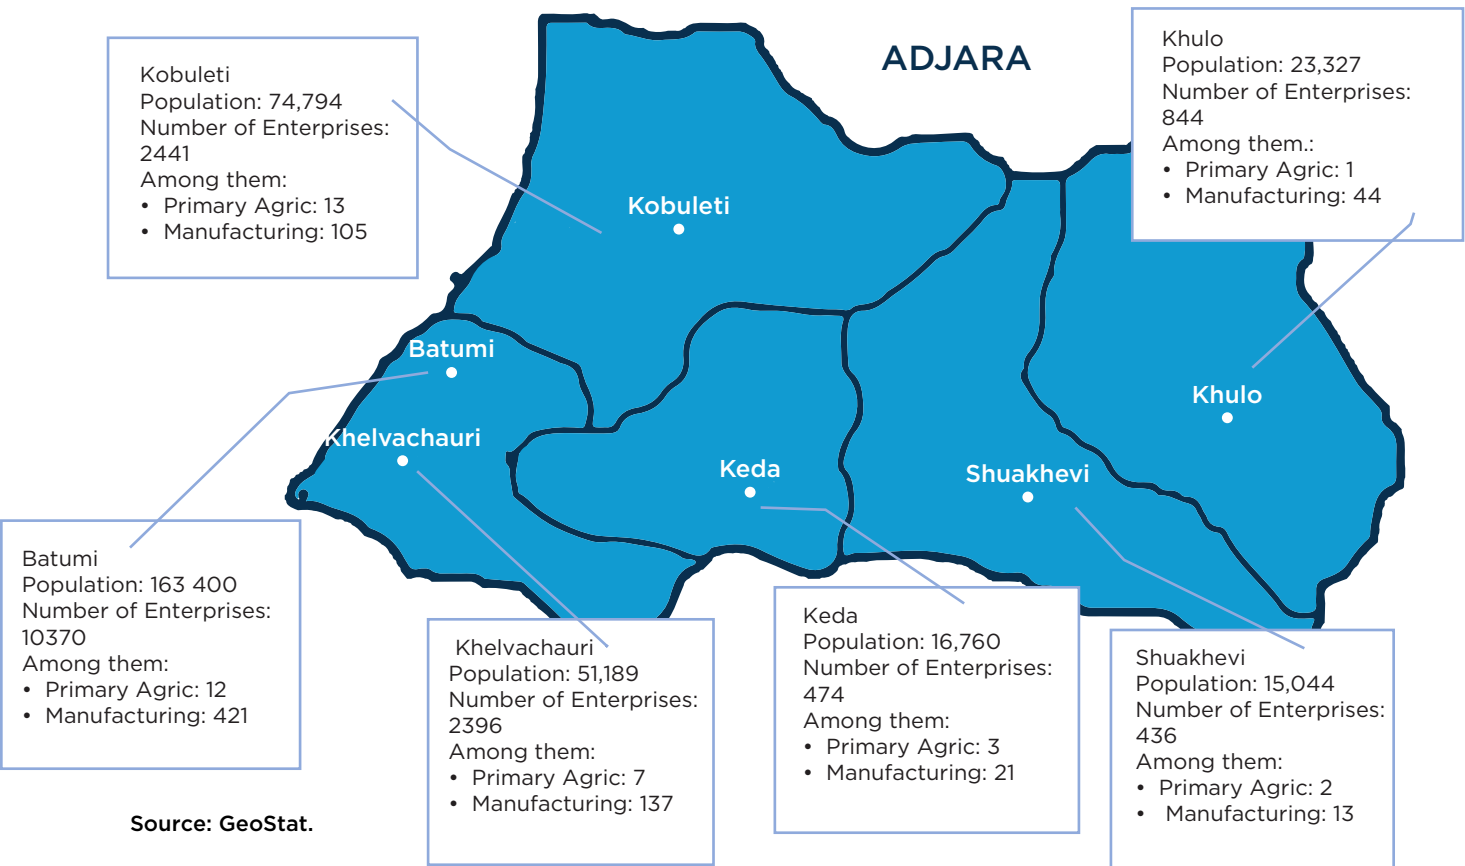 ADJARA
Kobuleti
Population: 74,794
Number of Enterprises:
2441
Among them:
• Primary Agric: 13
• Manufacturing: 105
Khulo
Population: 23,327
Number of Enterprises:
844
Among them.:
• Primary Agric: 1
• Manufacturing: 44
Kobuleti
Batumi
Khelvachauri
Keda
Shuakhevi
Khulo
Batumi
Population: 163 400
Number of Enterprises:
10370
Among them:
• Primary Agric: 12
• Manufacturing: 421
Khelvachauri
Population: 51,189
Number of Enterprises:
2396
Among them:
• Primary Agric: 7
• Manufacturing: 137
Keda
Population: 16,760
Number of Enterprises:
474
Among them:
• Primary Agric: 3
• Manufacturing: 21
Shuakhevi
Population: 15,044
Number of Enterprises:
436
Among them:
• Primary Agric: 2
• Manufacturing: 13
Source: GeoStat.